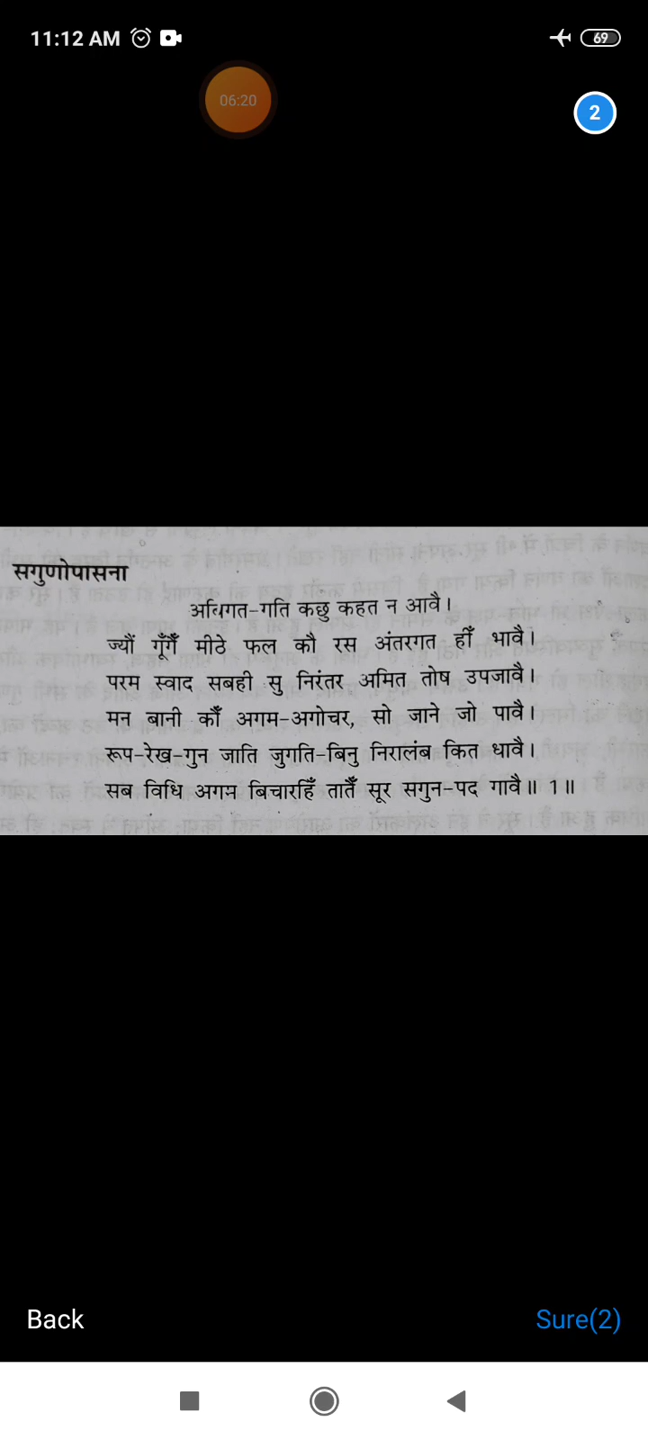 11:12 AM
69
06:20
2
सगुणोपासना
अबिगत-गति कछु कहत न आवै।
ज्यौं गूँगैँ मीठे फल कौ रस अंतरगत हीँ भावै।
परम स्वाद सबही सु निरंतर अमित तोष उपजावै।
मन बानी कौँ अगम-अगोचर, सो जाने जो पावै।
रूप-रेख-गुन जाति जुगति-बिनु निरालंब कित धावै।
सब विधि अगम बिचारहिँ तातैँ सूर सगुन-पद गावै॥ 1॥
Back
Sure(2)